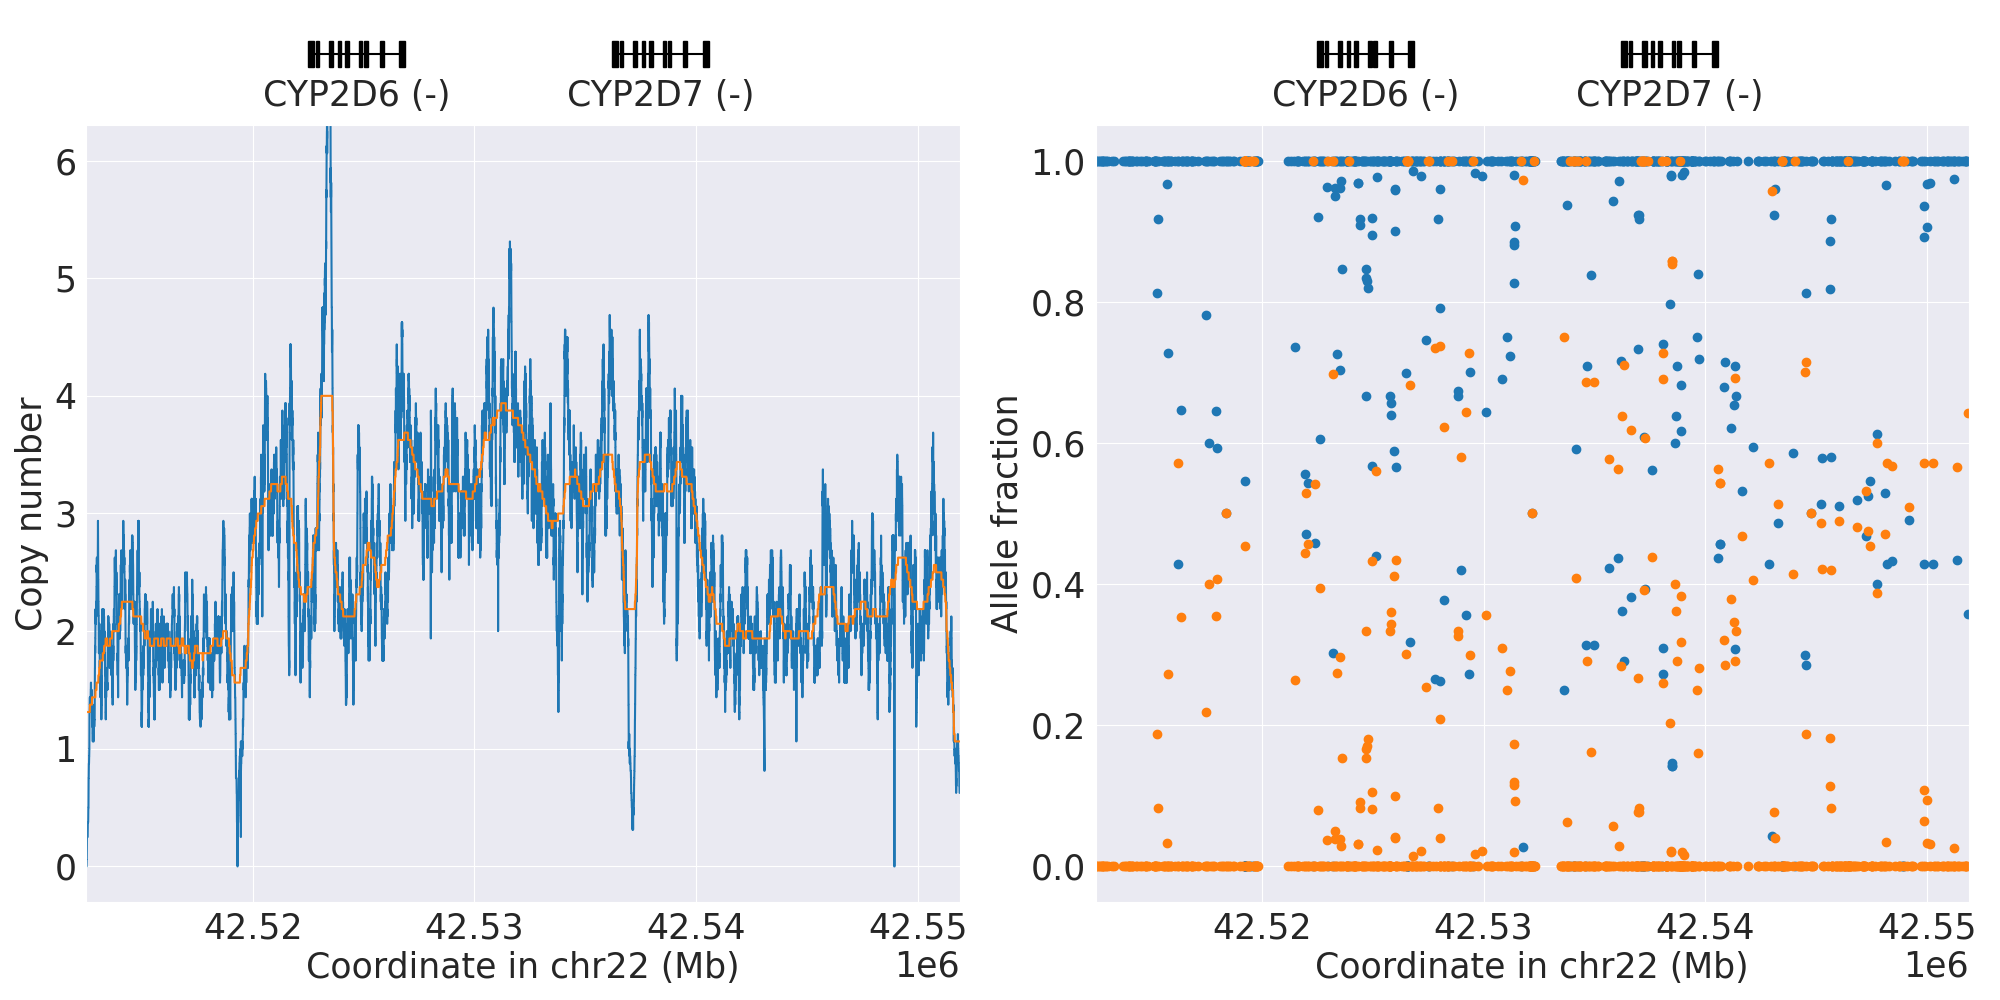 CYP2D6 (-) CYP2D7 (-)
6
5
4
3
2
1
0
Copy number
42.52 42.53 42.54 42.55
Coordinate in chr22 (Mb)
1e6
CYP2D6 (-) CYP2D7 (-)
1.0
0.8
0.6
0.4
0.2
0.0
Allele fraction
42.52 42.53 42.54 42.55
Coordinate in chr22 (Mb)
1e6